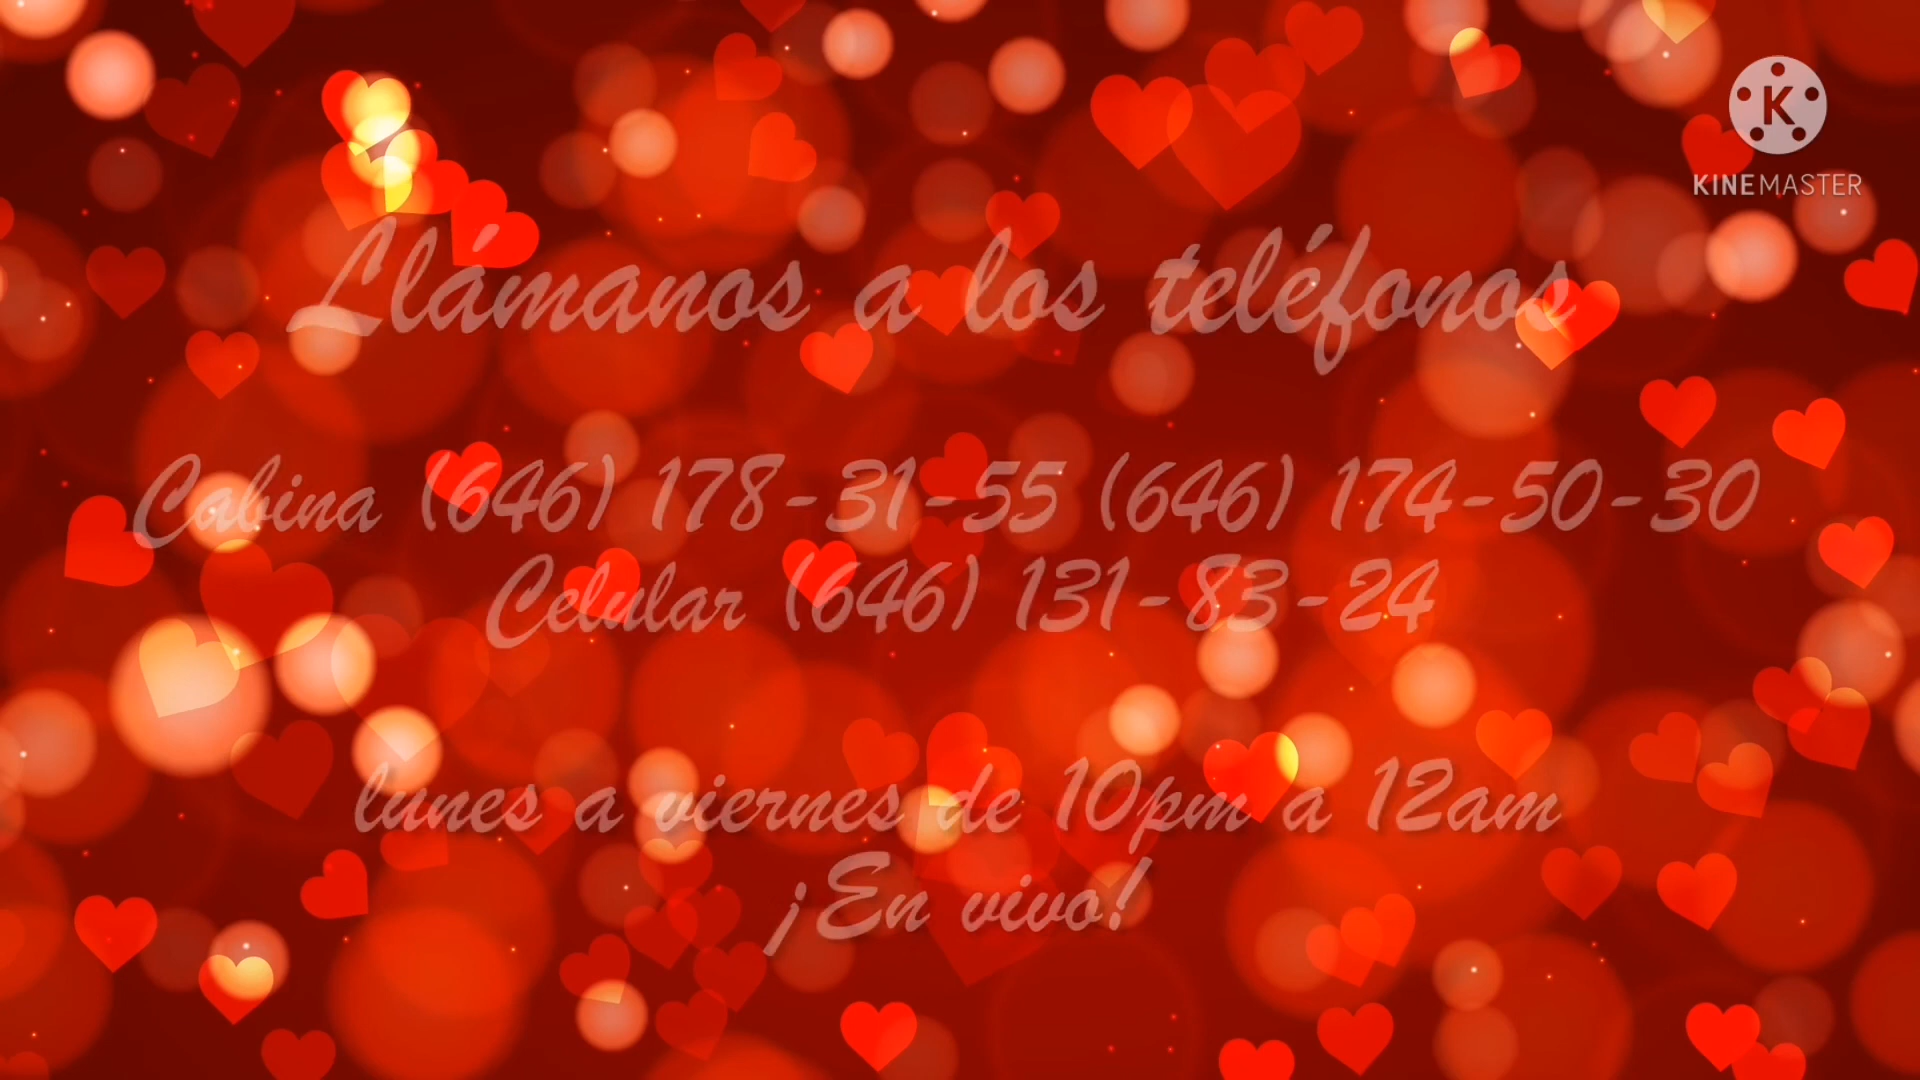 K
KINEMASTER
Llámanos a los teléfonos
Cabina (646) 178-31-55 (646) 174-50-30
Celular (646) 131-83-24
lunes a viernes de 10pm a 12am
¡En vivo!